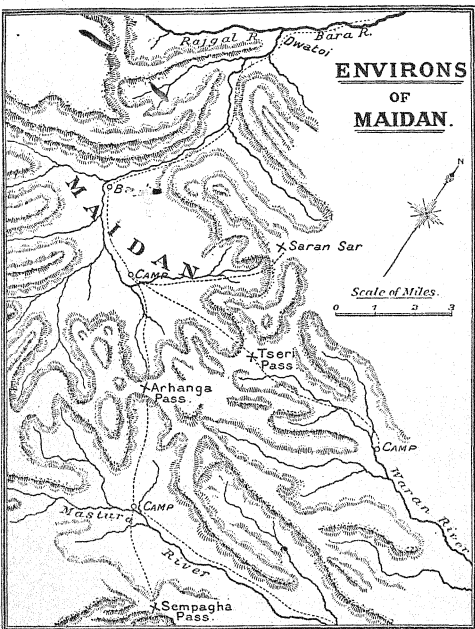 Rajgal R.
Bara R.
Dwatoi
ENVIRONS
OF
MAIDAN.
N
MAIDAN
Saran Sar
CAMP
Scale of Miles.
0 1 2 3
Tseri
Pass.
Arhanga
Pass.
CAMP
Waran River
CAMP
Mastura River
Sempagha
Pass.